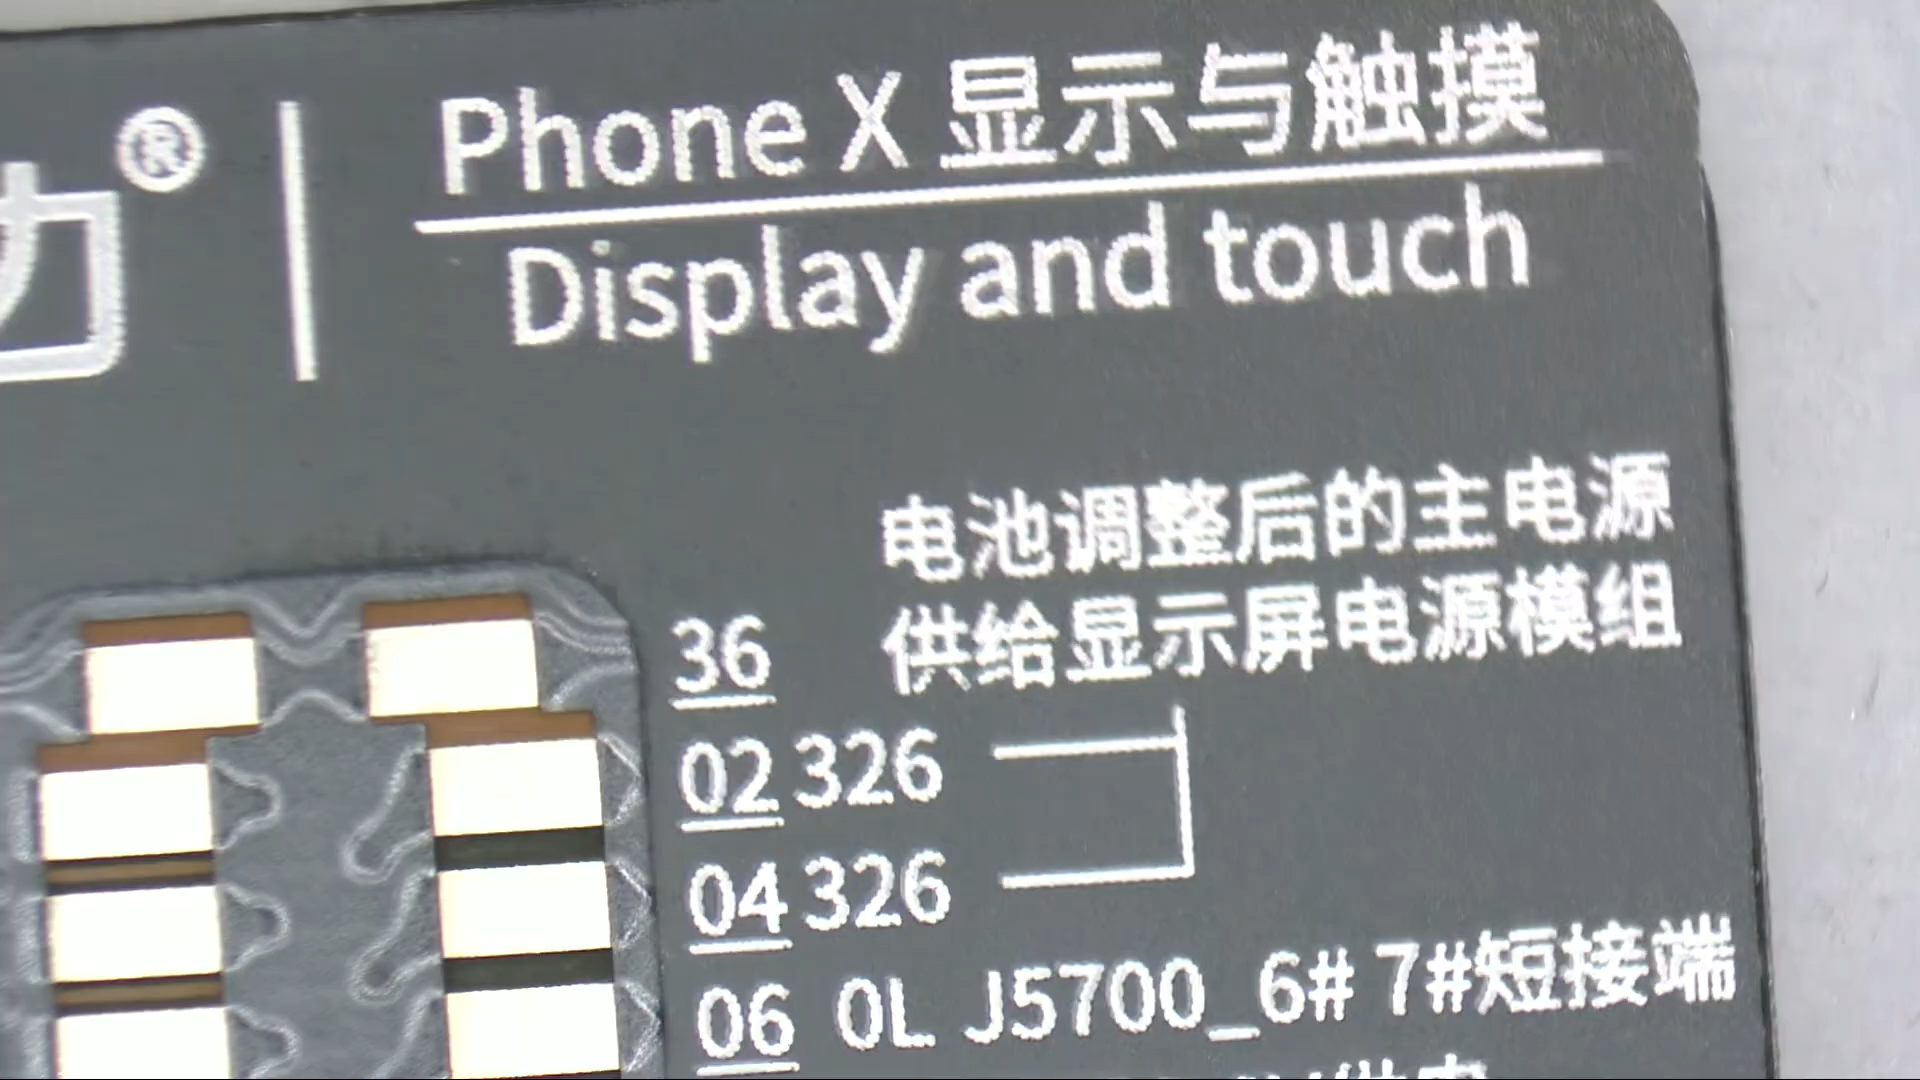 力®
Phone X 显示与触摸
Display and touch
电池调整后的主电源
供给显示屏电源模组
36
02 326
04 326
06 0L J5700_6# 7#短接端